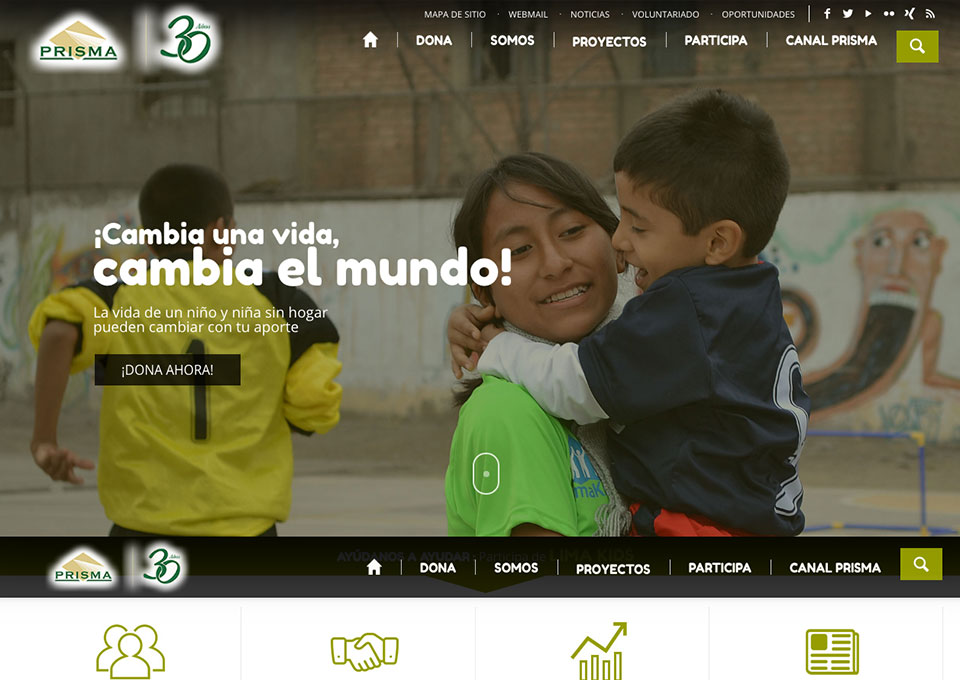 PRISMA
30 Años
MAPA DE SITIO · WEBMAIL · NOTICIAS · VOLUNTARIADO · OPORTUNIDADES
DONA
SOMOS
PROYECTOS
PARTICIPA
CANAL PRISMA
¡Cambia una vida,
cambia el mundo!
La vida de un niño y niña sin hogar
pueden cambiar con tu aporte
¡DONA AHORA!
1
maK
AYÚDANOS A AYUDAR Participa de LIMA KIDS
PRISMA
30 Años
DONA
SOMOS
PROYECTOS
PARTICIPA
CANAL PRISMA